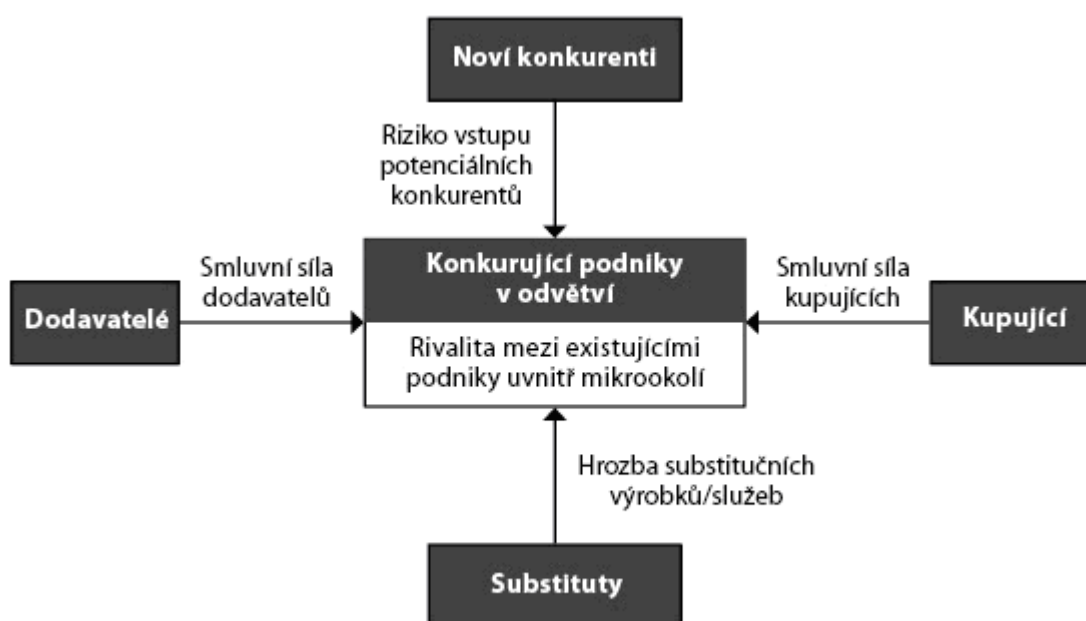 Noví konkurenti
Riziko vstupu
potenciálních
konkurentů
Smluvní síla
dodavatelů
Dodavatelé
Konkurující podniky
v odvětví
Rivalita mezi existujícími
podniky uvnitř mikrookolí
Smluvní síla
kupujících
Kupující
Hrozba substitučních
výrobků/služeb
Substituty